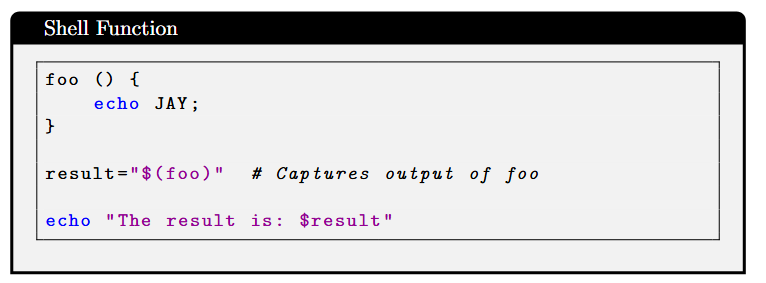 Shell Function
foo () {
    echo JAY;
}
result="$(foo)"  # Captures output of foo
echo "The result is: $result"